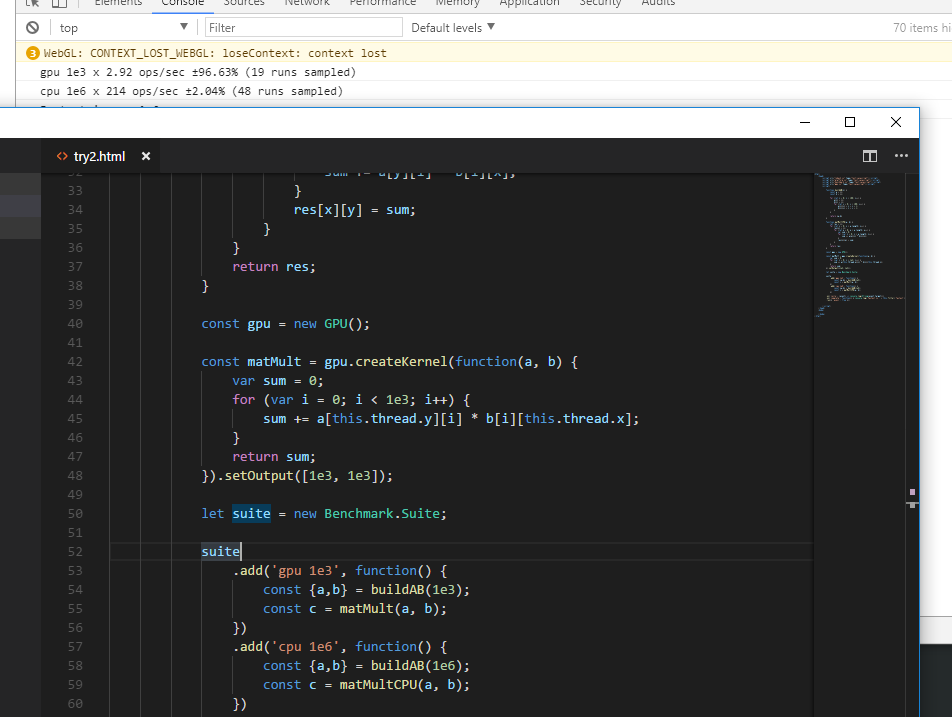 Elements Console Sources Network Performance Memory Application Security Audits
top ▼ Filter Default levels ▼ 70 items hi
3 WebGL: CONTEXT_LOST_WEBGL: loseContext: context lost
gpu 1e3 x 2.92 ops/sec ±96.63% (19 runs sampled)
cpu 1e6 x 214 ops/sec ±2.04% (48 runs sampled)
<> try2.html ×
32 sum += a[y][i] * b[i][x];
33 }
34 res[x][y] = sum;
35 }
36 }
37 return res;
38 }
39
40 const gpu = new GPU();
41
42 const matMult = gpu.createKernel(function(a, b) {
43 var sum = 0;
44 for (var i = 0; i < 1e3; i++) {
45 sum += a[this.thread.y][i] * b[i][this.thread.x];
46 }
47 return sum;
48 }).setOutput([1e3, 1e3]);
49
50 let suite = new Benchmark.Suite;
51
52 suite
53 .add('gpu 1e3', function() {
54 const {a,b} = buildAB(1e3);
55 const c = matMult(a, b);
56 })
57 .add('cpu 1e6', function() {
58 const {a,b} = buildAB(1e6);
59 const c = matMultCPU(a, b);
60 })